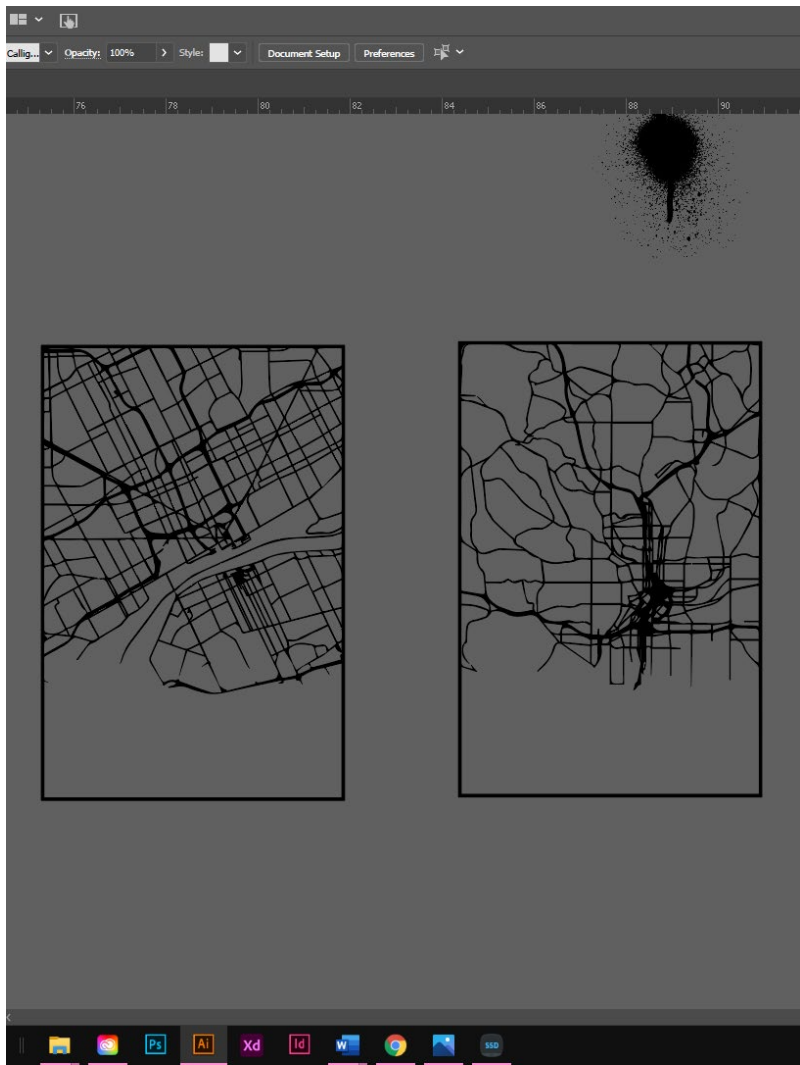 Callig... Opacity: 100% Style: Document Setup Preferences
76 78 80 82 84 86 88 90
Ps Ai Xd Id W SSD